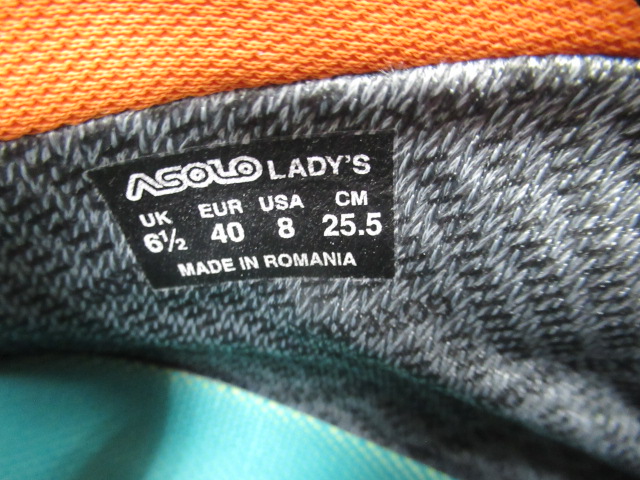 ASOLO LADY'S
UK EUR USA CM
6½ 40 8 25.5
MADE IN ROMANIA